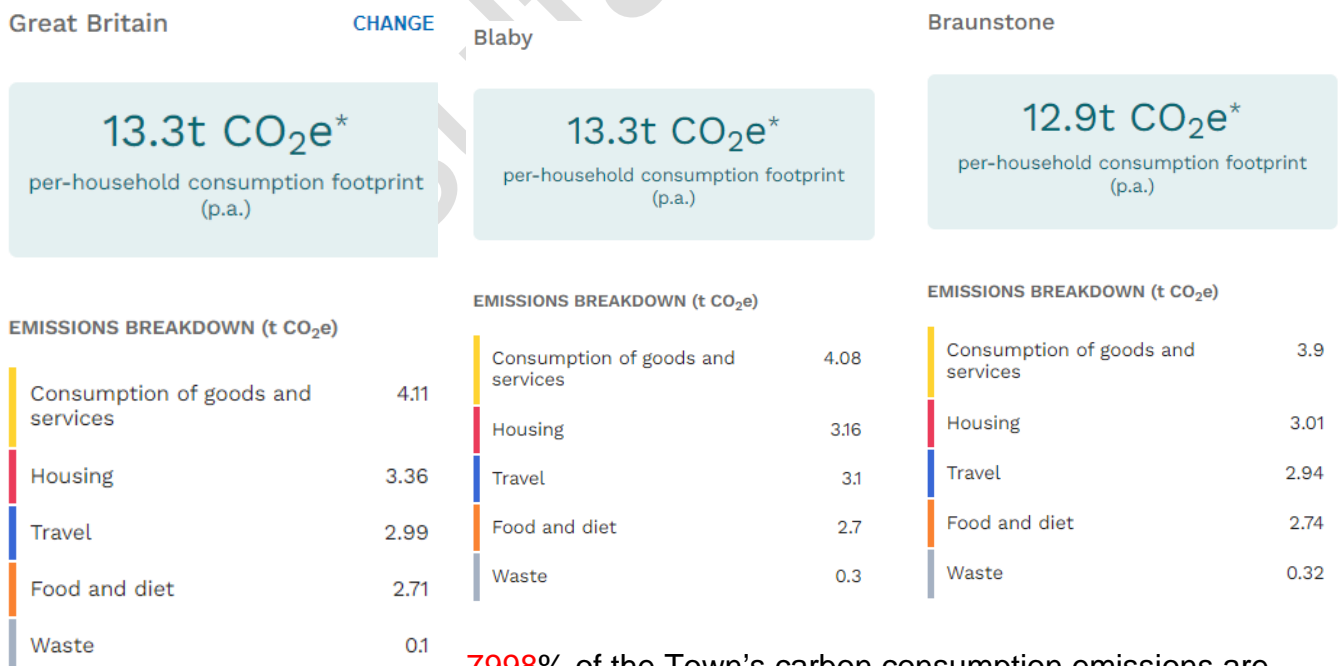 Great Britain CHANGE
13.3t CO₂e*
per-household consumption footprint
(p.a.)
EMISSIONS BREAKDOWN (t CO₂e)
Consumption of goods and 4.11
services
Housing 3.36
Travel 2.99
Food and diet 2.71
Waste 0.1
Blaby
13.3t CO₂e*
per-household consumption footprint
(p.a.)
EMISSIONS BREAKDOWN (t CO₂e)
Consumption of goods and 4.08
services
Housing 3.16
Travel 3.1
Food and diet 2.7
Waste 0.3
Braunstone
12.9t CO₂e*
per-household consumption footprint
(p.a.)
EMISSIONS BREAKDOWN (t CO₂e)
Consumption of goods and 3.9
services
Housing 3.01
Travel 2.94
Food and diet 2.74
Waste 0.32
7998% of the Town's carbon consumption emissions are